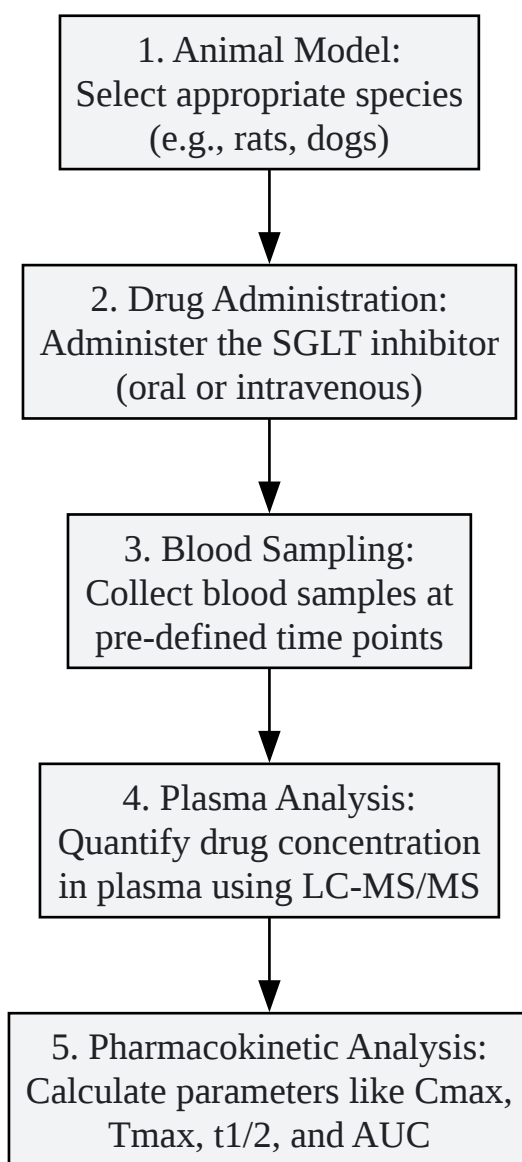 1. Animal Model:
Select appropriate species
(e.g., rats, dogs)
2. Drug Administration:
Administer the SGLT inhibitor
(oral or intravenous)
3. Blood Sampling:
Collect blood samples at
pre-defined time points
4. Plasma Analysis:
Quantify drug concentration
in plasma using LC-MS/MS
5. Pharmacokinetic Analysis:
Calculate parameters like Cmax,
Tmax, t1/2, and AUC